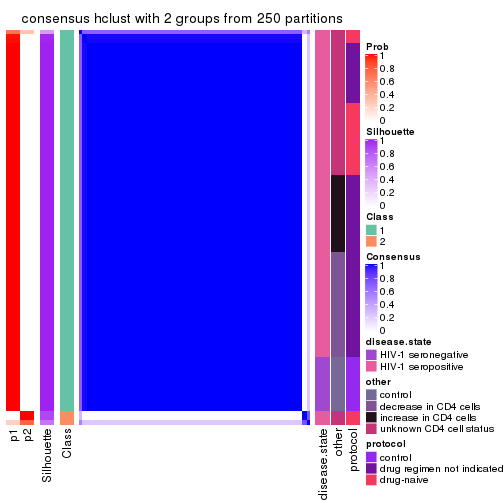 consensus hclust with 2 groups from 250 partitions
Prob
1
0.8
0.6
0.4
0.2
0
Silhouette
1
0.8
0.6
0.4
0.2
0
Class
1
2
Consensus
1
0.8
0.6
0.4
0.2
0
disease.state
HIV-1 seronegative
HIV-1 seropositive
other
control
decrease in CD4 cells
increase in CD4 cells
unknown CD4 cell status
protocol
control
drug regimen not indicated
drug-naive
p1
p2
Silhouette
Class
disease.state
other
protocol